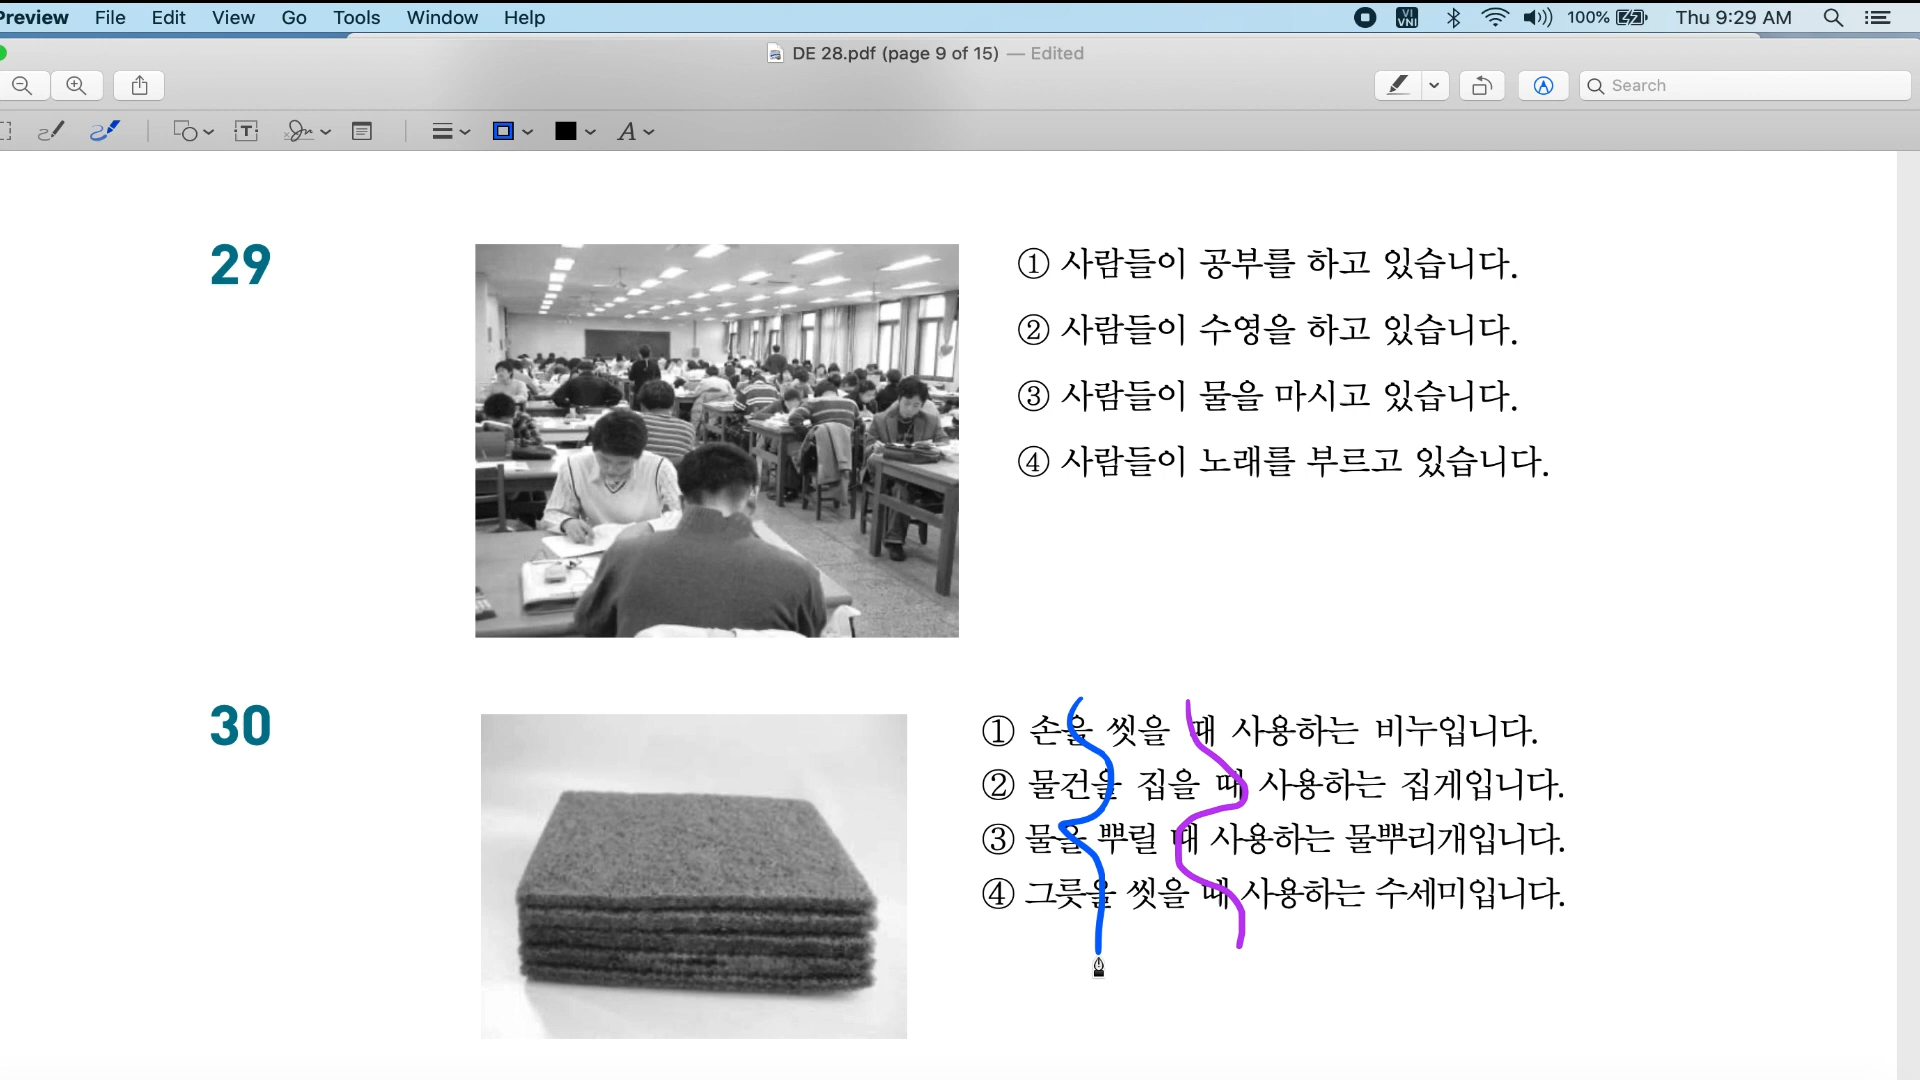 Preview File Edit View Go Tools Window Help VI VNI 100% Thu 9:29 AM
DE 28.pdf (page 9 of 15) — Edited
Search
29
① 사람들이 공부를 하고 있습니다.
② 사람들이 수영을 하고 있습니다.
③ 사람들이 물을 마시고 있습니다.
④ 사람들이 노래를 부르고 있습니다.
30
① 손을 씻을 때 사용하는 비누입니다.
② 물건을 집을 때 사용하는 집게입니다.
③ 물을 뿌릴 때 사용하는 물뿌리개입니다.
④ 그릇을 씻을 때 사용하는 수세미입니다.